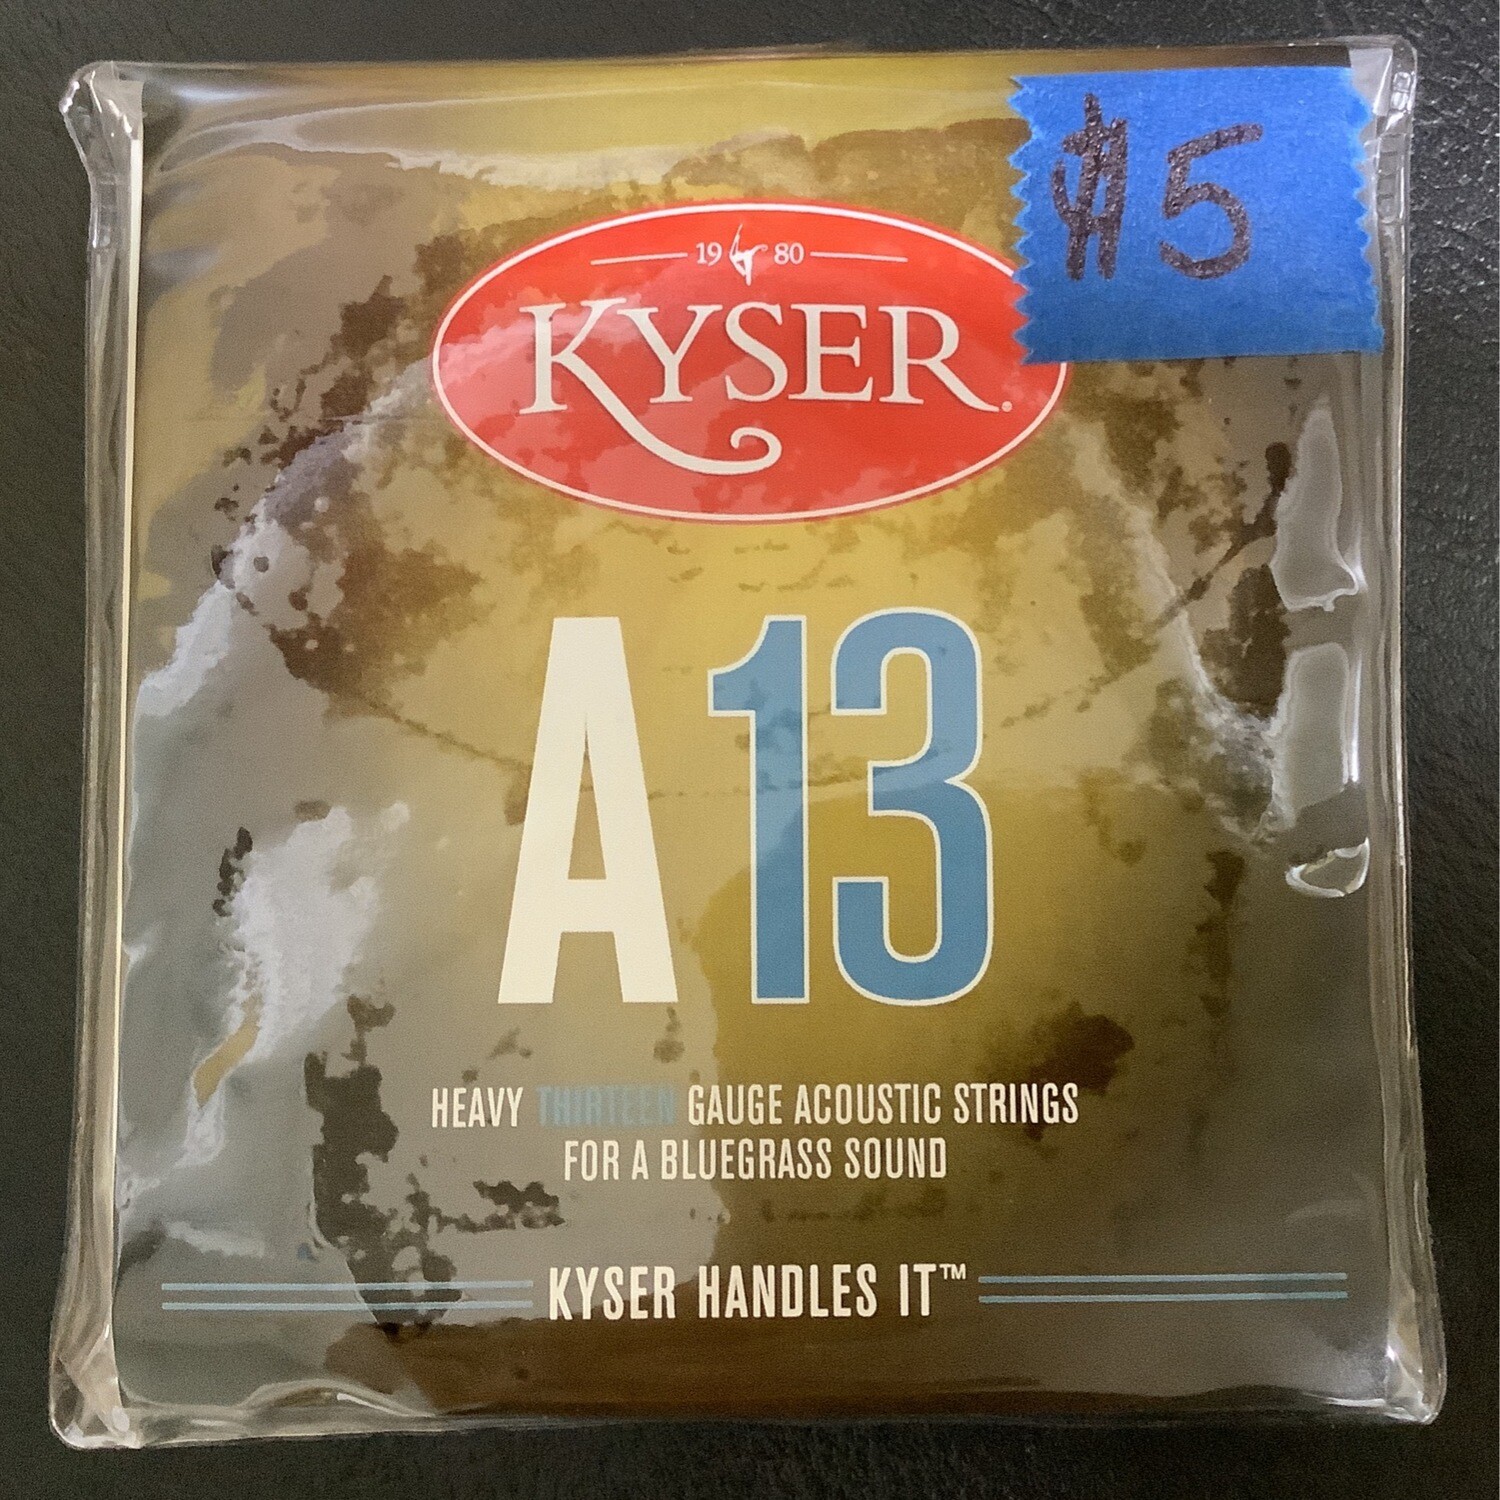 $5
19 80
KYSER.
A13
HEAVY THIRTEEN GAUGE ACOUSTIC STRINGS
FOR A BLUEGRASS SOUND
KYSER HANDLES IT™